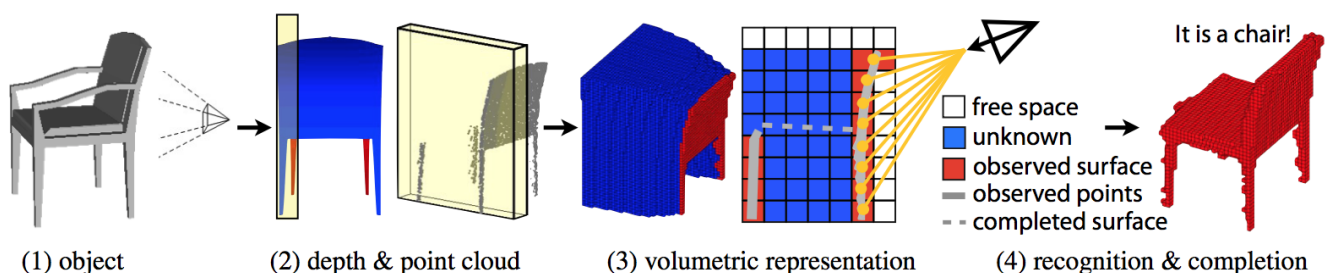 It is a chair!
free space
unknown
observed surface
observed points
completed surface
(1) object
(2) depth & point cloud
(3) volumetric representation
(4) recognition & completion